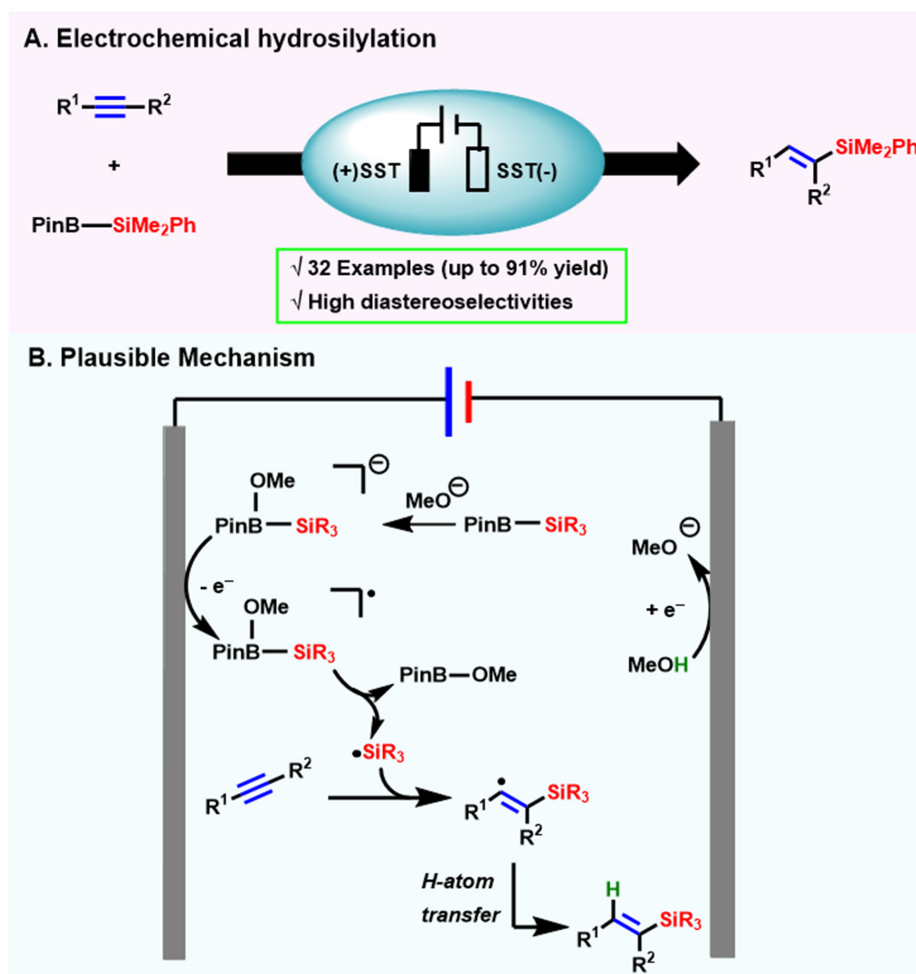 A. Electrochemical hydrosilylation
R¹ R²
+
PinB—SiMe₂Ph
(+)SST SST(-)
R¹ SiMe₂Ph
R²
√ 32 Examples (up to 91% yield)
√ High diastereoselectivities
B. Plausible Mechanism
OMe
PinB—SiR₃ ⊖
MeO⊖
PinB—SiR₃
- e⁻
OMe
PinB—SiR₃ •
PinB—OMe
•SiR₃
R¹ R²
R¹ • SiR₃
R²
H-atom
transfer
H
R¹ SiR₃
R²
MeO ⊖
+ e⁻
MeOH